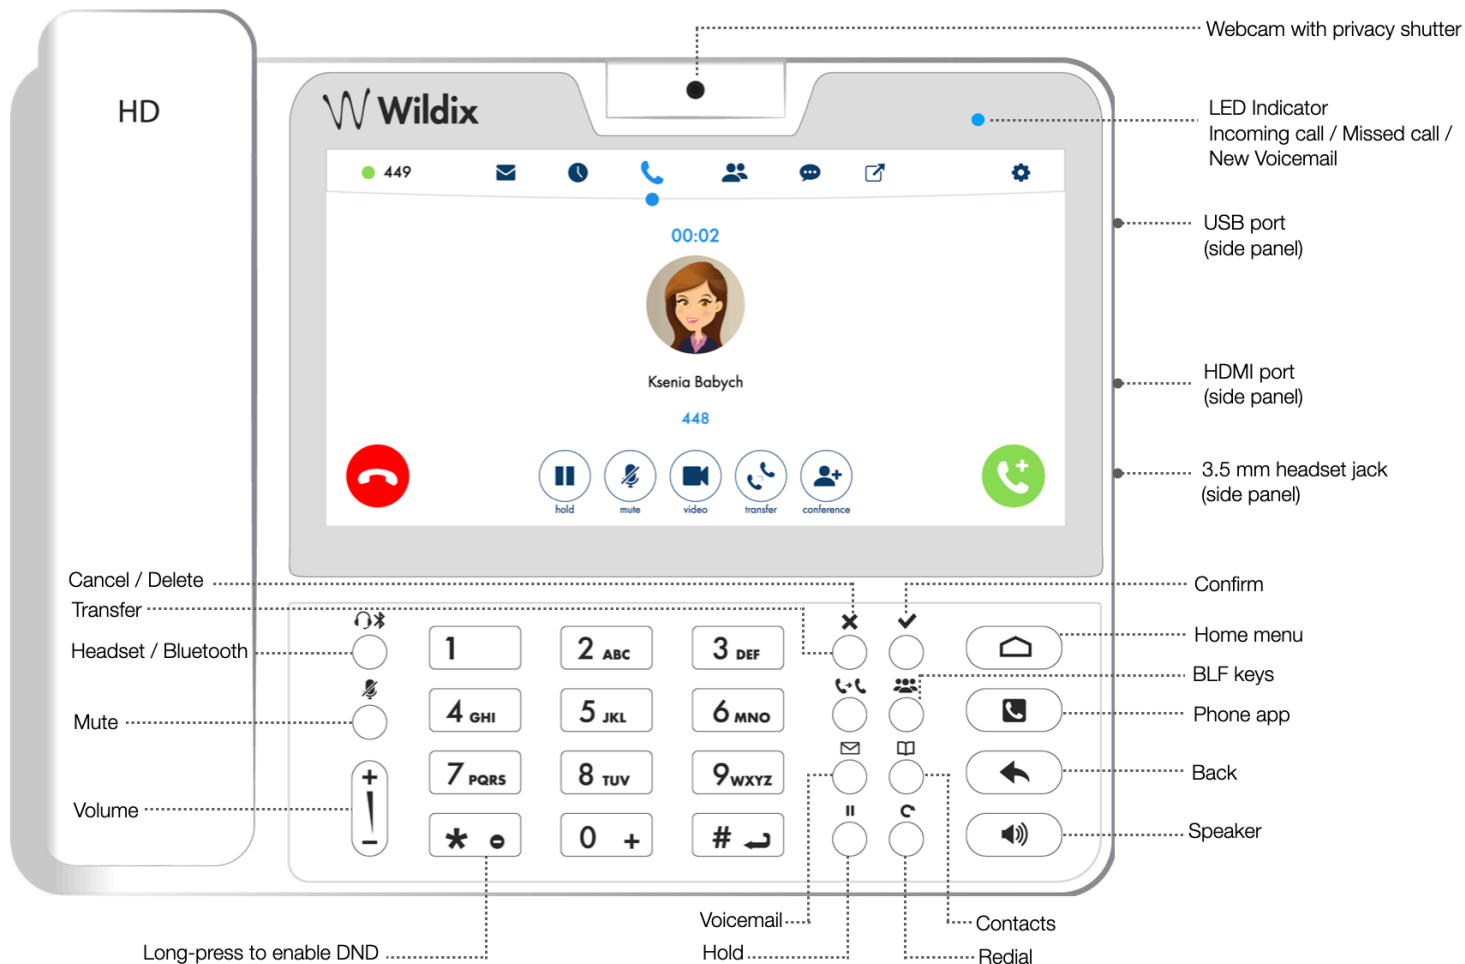 Webcam with privacy shutter
HD
Wildix
LED Indicator
Incoming call / Missed call /
New Voicemail
449
USB port
(side panel)
00:02
Ksenia Babych
HDMI port
(side panel)
448
3.5 mm headset jack
(side panel)
hold mute video transfer conference
Cancel / Delete
Confirm
Transfer
Headset / Bluetooth
Home menu
1 2 ABC 3 DEF
BLF keys
Mute
4 GHI 5 JKL 6 MNO
Phone app
7 PQRS 8 TUV 9 WXYZ
Back
Volume
+
−
* 0 + #
Speaker
Voicemail
Contacts
Long-press to enable DND
Hold
Redial